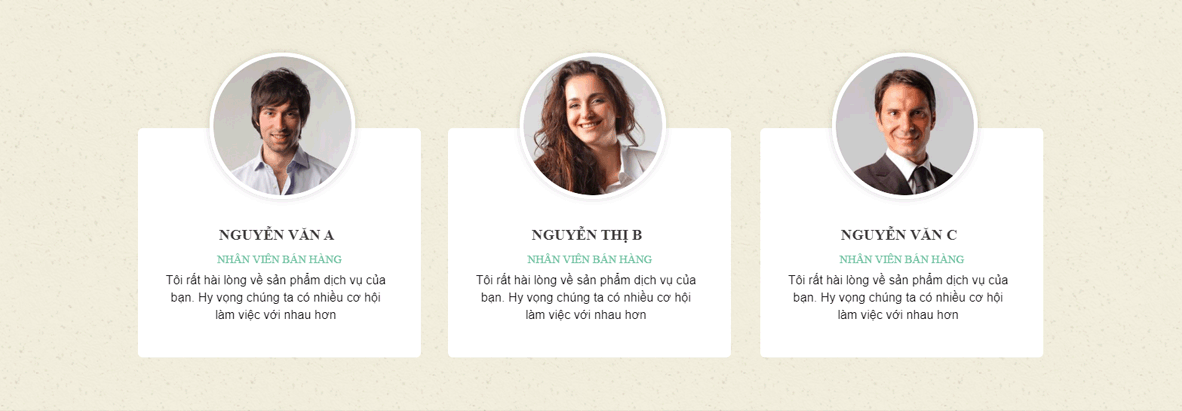 NGUYỄN VĂN A
NHÂN VIÊN BÁN HÀNG
Tôi rất hài lòng về sản phẩm dịch vụ của
bạn. Hy vọng chúng ta có nhiều cơ hội
làm việc với nhau hơn
NGUYỄN THỊ B
NHÂN VIÊN BÁN HÀNG
Tôi rất hài lòng về sản phẩm dịch vụ của
bạn. Hy vọng chúng ta có nhiều cơ hội
làm việc với nhau hơn
NGUYỄN VĂN C
NHÂN VIÊN BÁN HÀNG
Tôi rất hài lòng về sản phẩm dịch vụ của
bạn. Hy vọng chúng ta có nhiều cơ hội
làm việc với nhau hơn